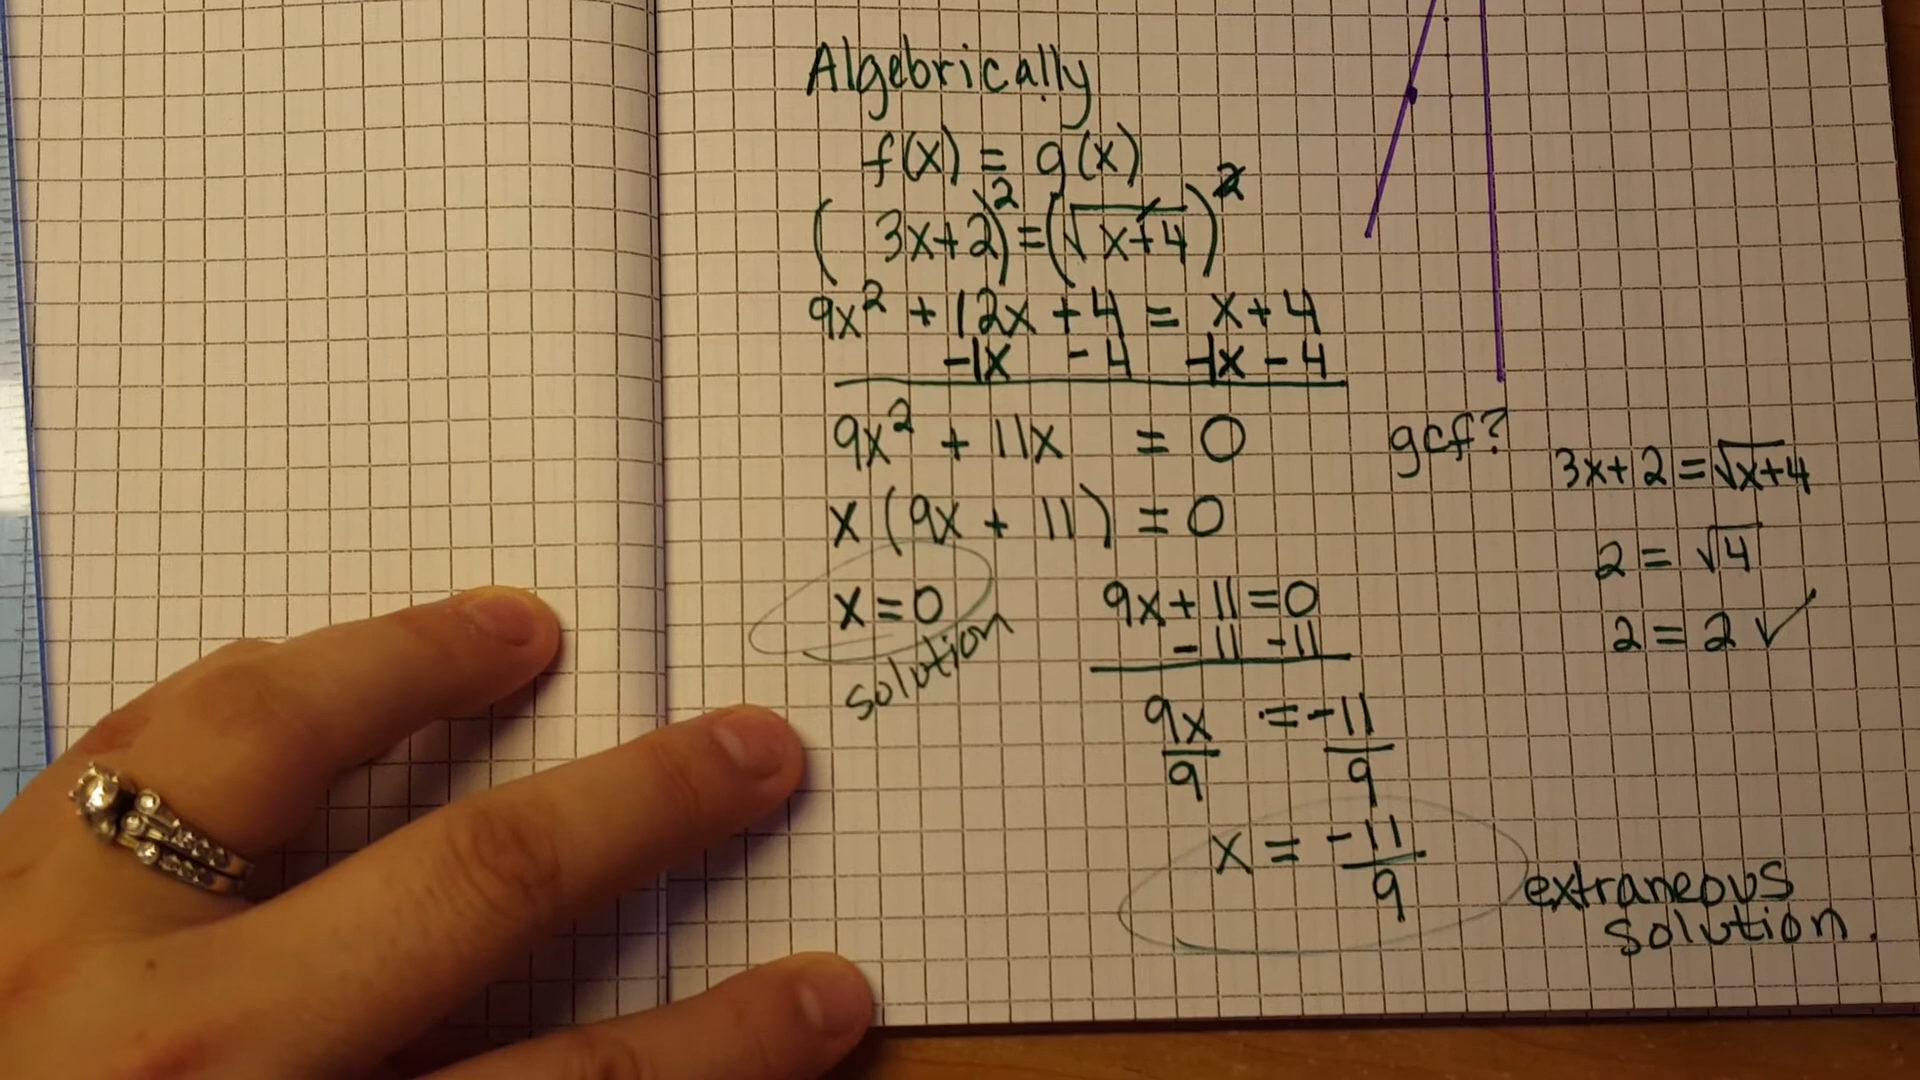 Algebrically
f(x) = g(x)
(3x+2)² = (√x+4)²
9x² + 12x + 4 = x + 4
-1x - 4 -1x - 4
9x² + 11x = 0
gcf?
x (9x + 11) = 0
x = 0
solution
9x + 11 = 0
- 11 - 11
9x = -11
9 9
x = -11
9
extraneous
solution.
3x+2 = √x+4
2 = √4
2 = 2 ✓